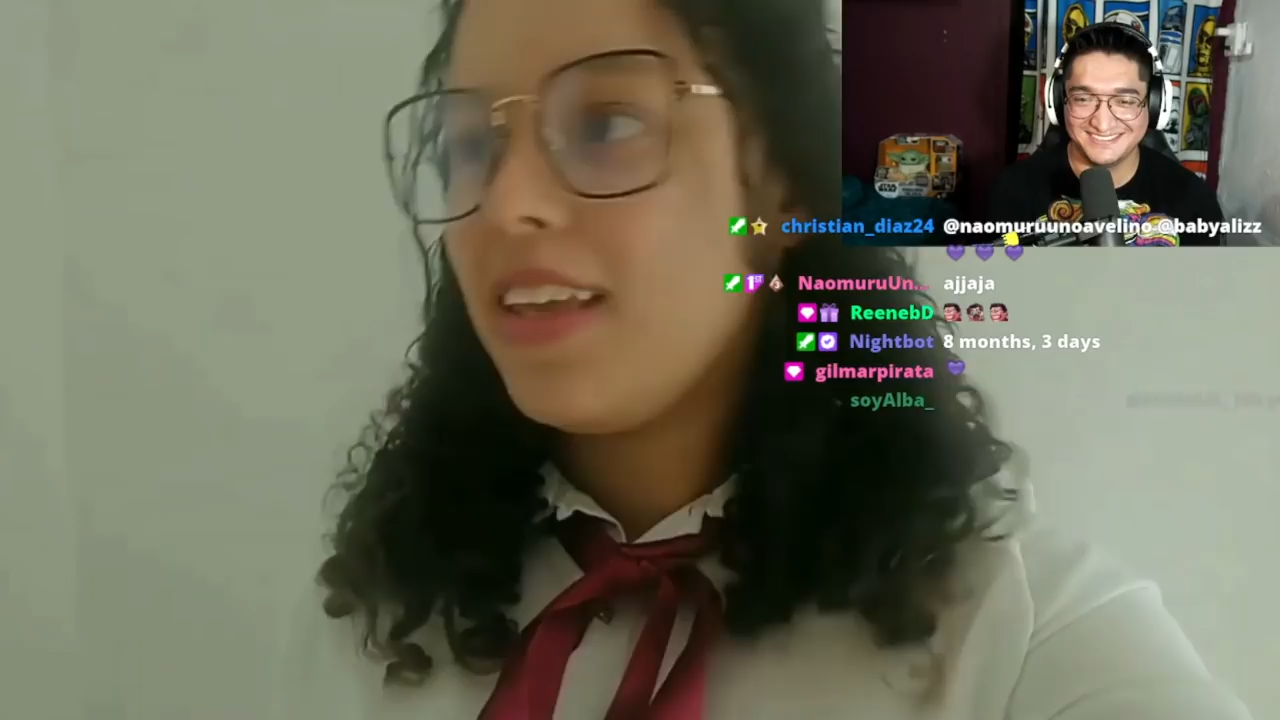 christian_diaz24 @naomuruunoavelino @babyalizz
NaomuruUn... ajjaja
ReenebD
Nightbot 8 months, 3 days
gilmarpirata
soyAlba_